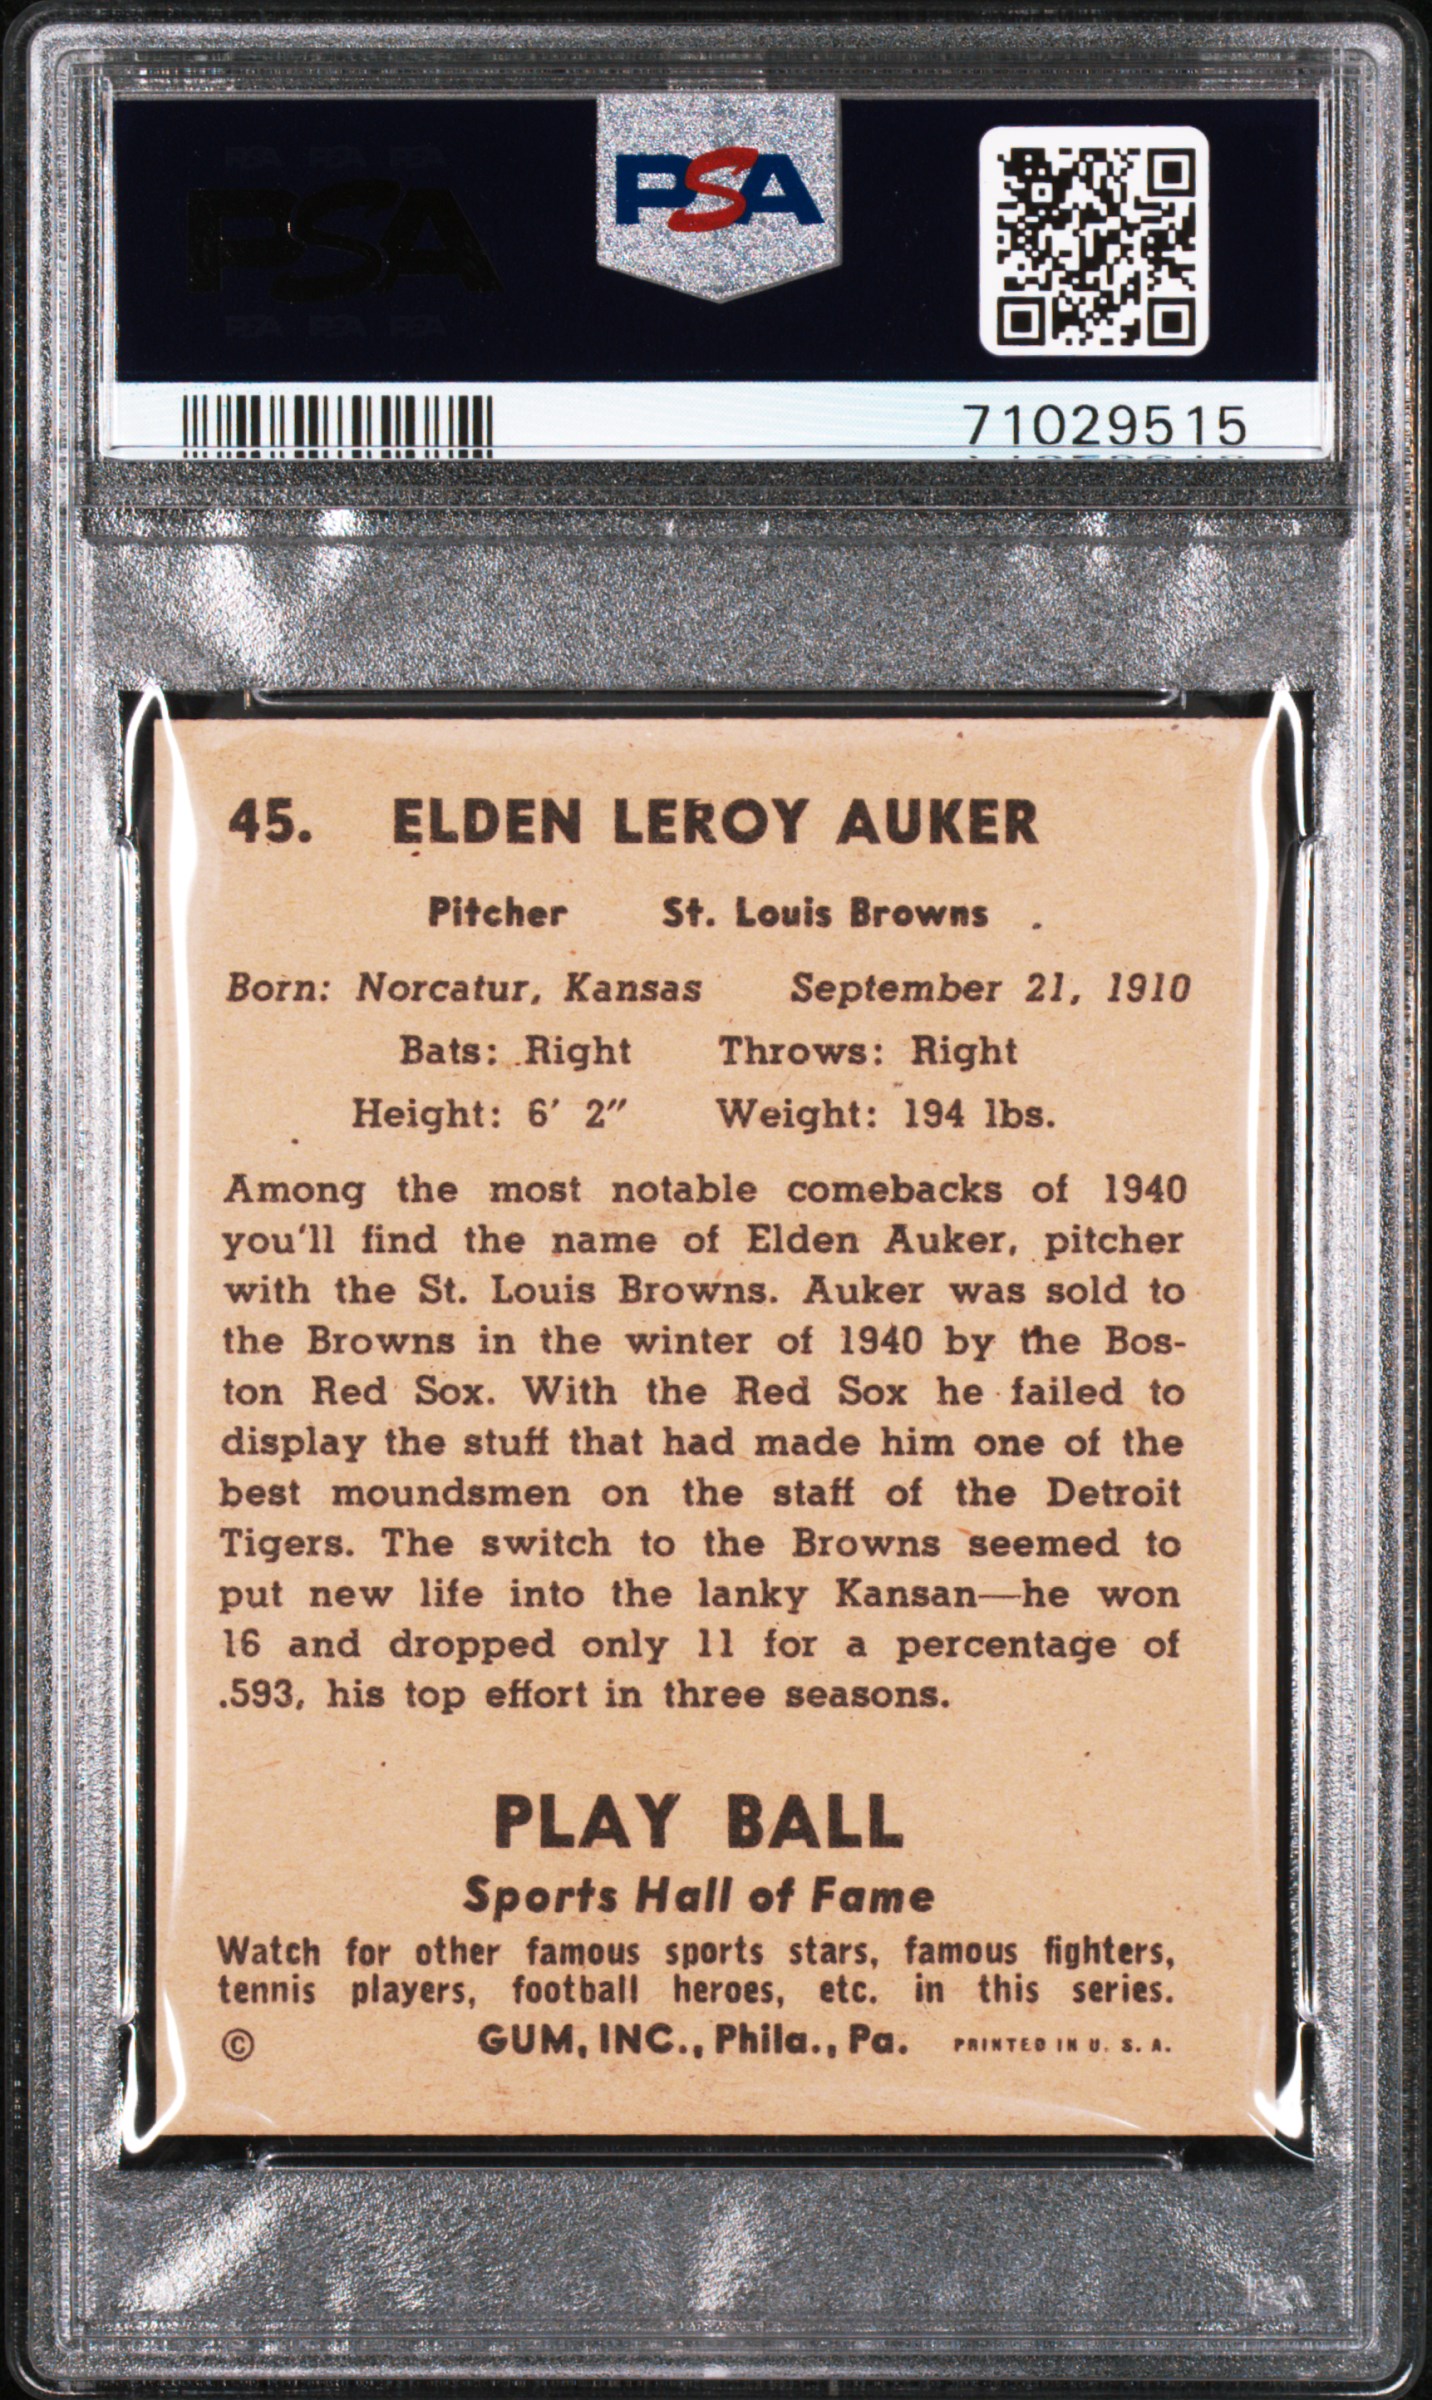 PSA
PSA
71029515
45. ELDEN LEROY AUKER
Pitcher St. Louis Browns
Born: Norcatur, Kansas September 21, 1910
Bats: Right Throws: Right
Height: 6' 2" Weight: 194 lbs.
Among the most notable comebacks of 1940
you'll find the name of Elden Auker, pitcher
with the St. Louis Browns. Auker was sold to
the Browns in the winter of 1940 by the Bos-
ton Red Sox. With the Red Sox he failed to
display the stuff that had made him one of the
best moundsmen on the staff of the Detroit
Tigers. The switch to the Browns seemed to
put new life into the lanky Kansan—he won
16 and dropped only 11 for a percentage of
.593, his top effort in three seasons.
PLAY BALL
Sports Hall of Fame
Watch for other famous sports stars, famous fighters,
tennis players, football heroes, etc. in this series.
© GUM, INC., Phila., Pa. PRINTED IN U. S. A.